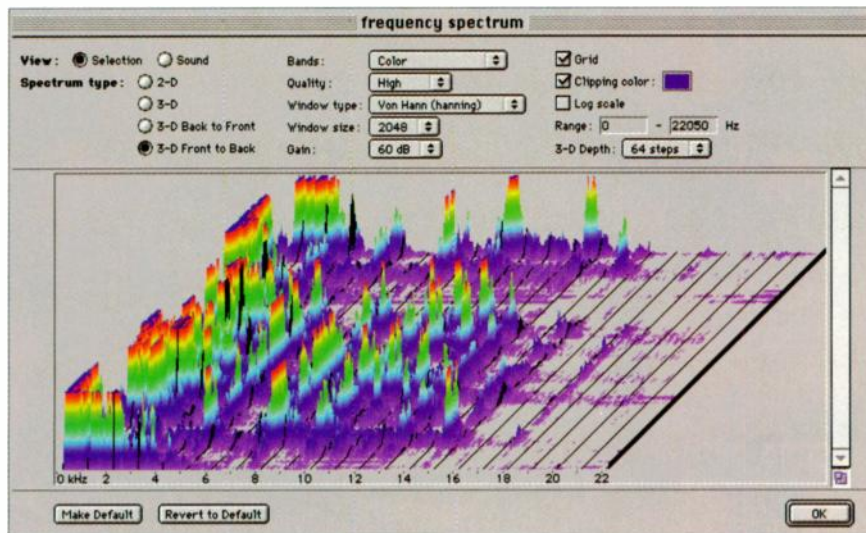 frequency spectrum
View: Selection Sound
Spectrum type: 2-D
3-D
3-D Back to Front
3-D Front to Back
Bands: Color
Quality: High
Window type: Von Hann (hanning)
Window size: 2048
Gain: 60 dB
Grid
Clipping color:
Log scale
Range: 0 - 22050 Hz
3-D Depth: 64 steps
0 kHz 2 4 6 8 10 12 14 16 18 20 22
Make Default Revert to Default OK